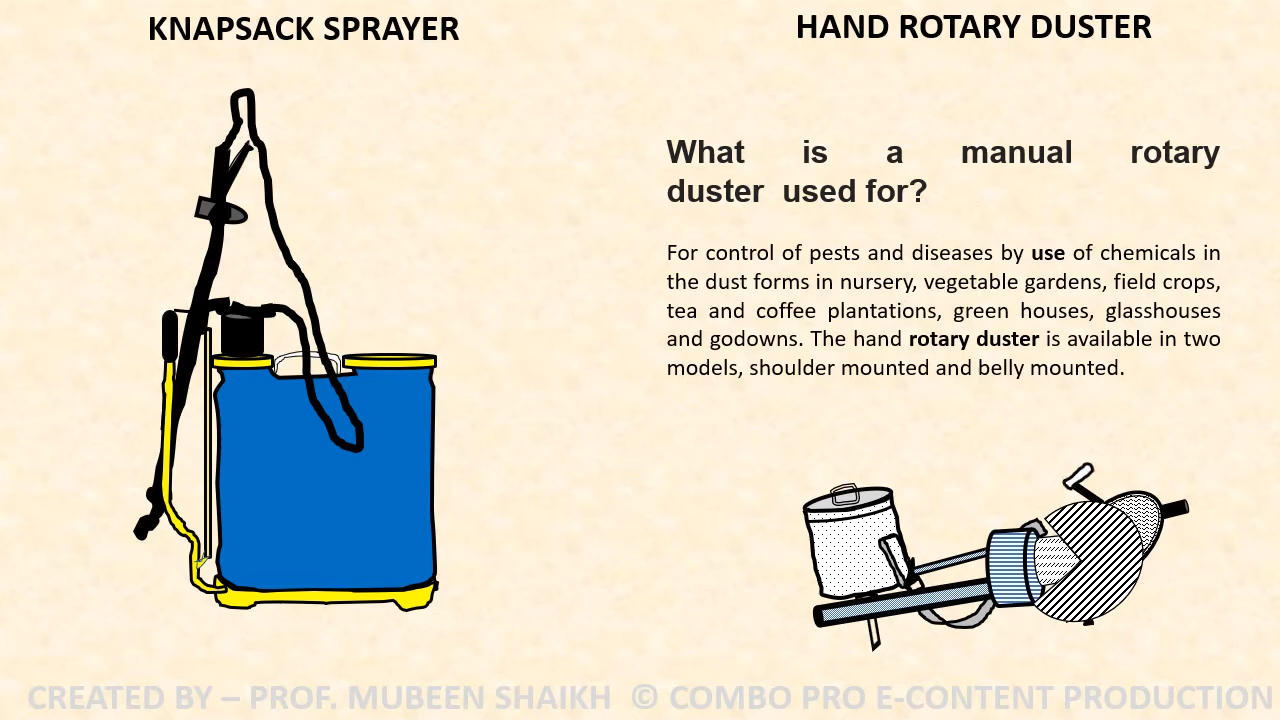 KNAPSACK SPRAYER
HAND ROTARY DUSTER
What is a manual rotary
duster used for?
For control of pests and diseases by use of chemicals in
the dust forms in nursery, vegetable gardens, field crops,
tea and coffee plantations, green houses, glasshouses
and godowns. The hand rotary duster is available in two
models, shoulder mounted and belly mounted.
CREATED BY – PROF. MUBEEN SHAIKH © COMBO PRO E-CONTENT PRODUCTION